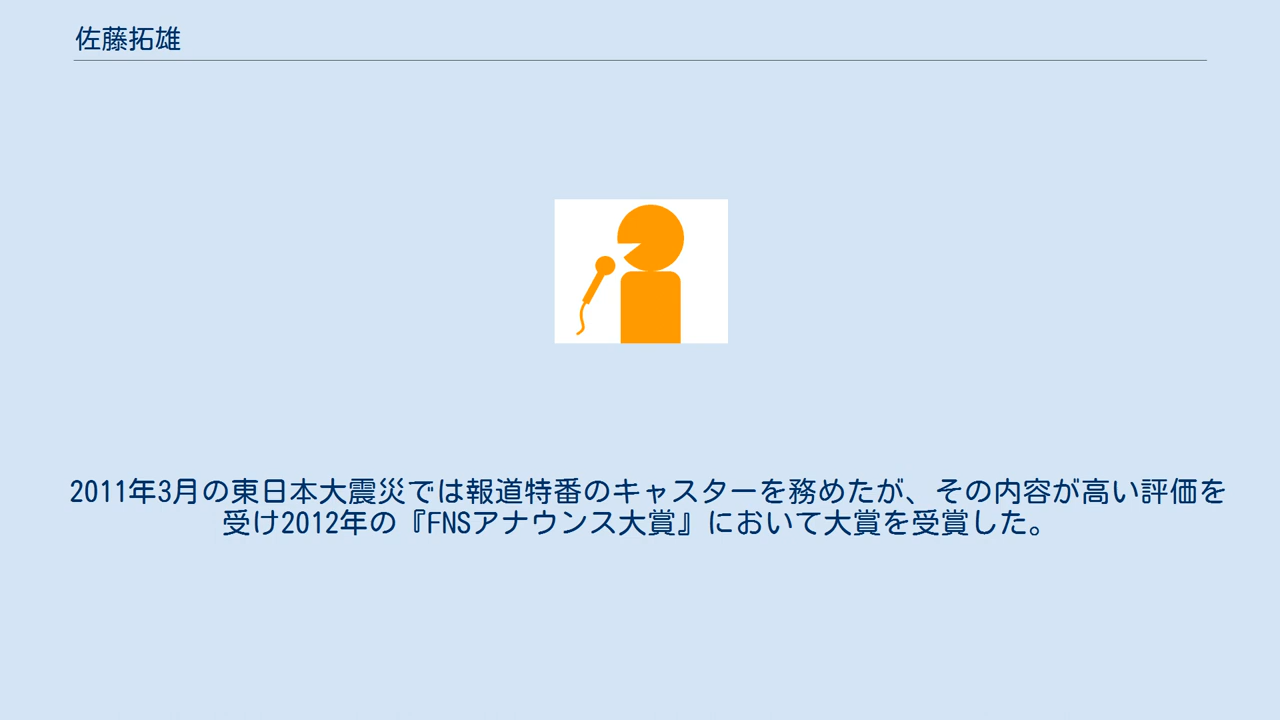 佐藤拓雄
2011年3月の東日本大震災では報道特番のキャスターを務めたが、その内容が高い評価を
受け2012年の『FNSアナウンス大賞』において大賞を受賞した。